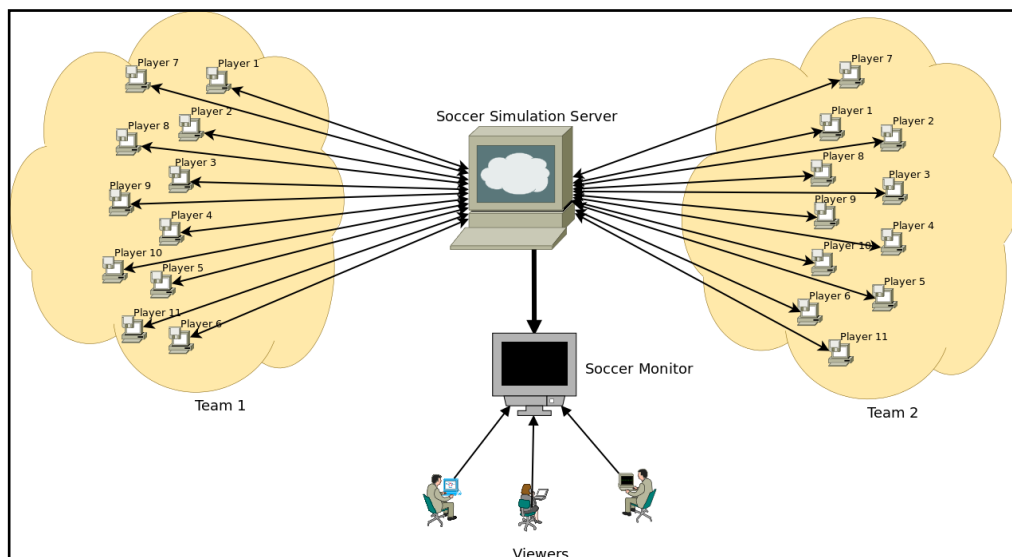 Player 7
Player 1
Player 2
Player 8
Player 3
Player 9
Player 4
Player 10
Player 5
Player 11
Player 6
Team 1
Soccer Simulation Server
Soccer Monitor
Viewers
Player 7
Player 1
Player 2
Player 8
Player 3
Player 9
Player 4
Player 10
Player 5
Player 6
Player 11
Team 2